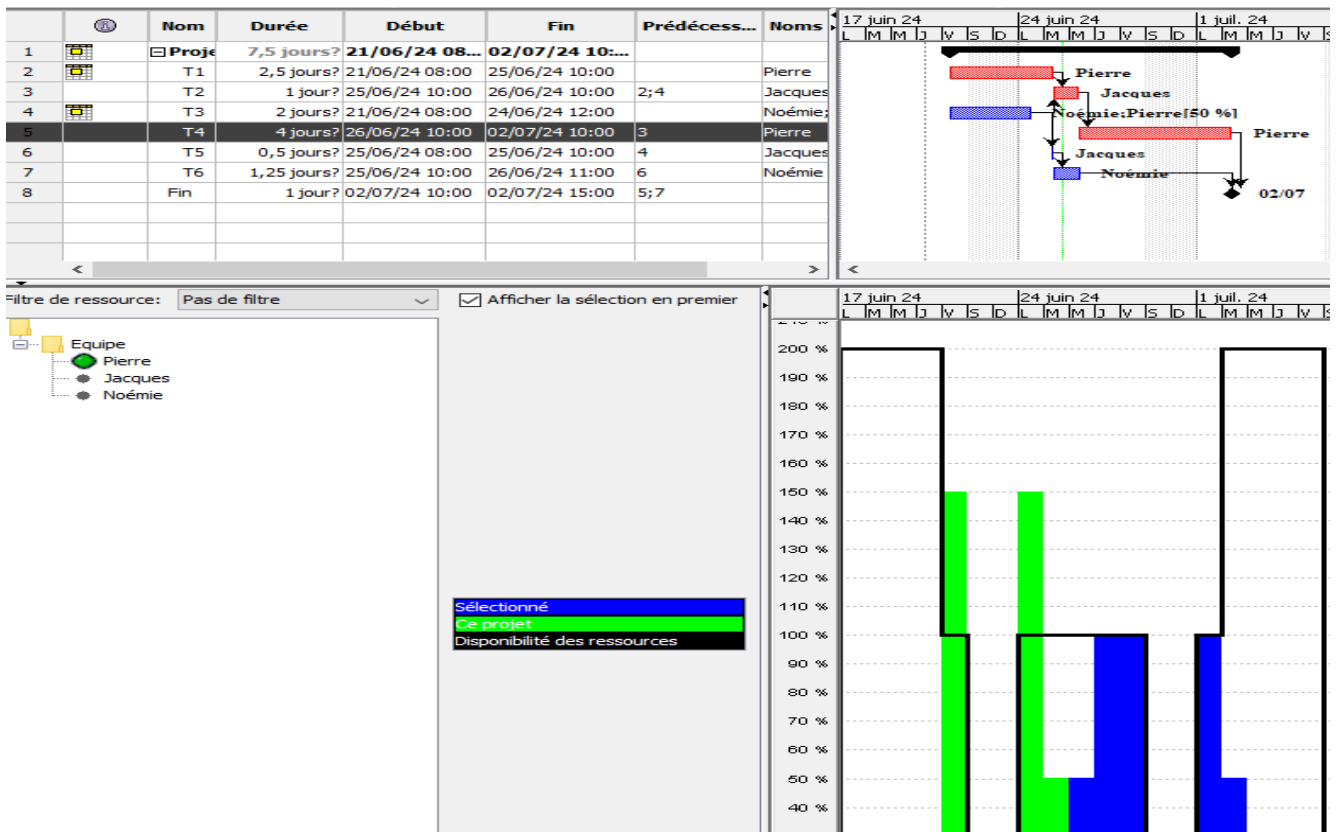 Nom Durée Début Fin Prédécess... Noms
1 Proje 7,5 jours? 21/06/24 08... 02/07/24 10:...
2 T1 2,5 jours? 21/06/24 08:00 25/06/24 10:00 Pierre
3 T2 1 jour? 25/06/24 10:00 26/06/24 10:00 2;4 Jacques
4 T3 2 jours? 21/06/24 08:00 24/06/24 12:00 Noémie;
5 T4 4 jours? 26/06/24 10:00 02/07/24 10:00 3 Pierre
6 T5 0,5 jours? 25/06/24 08:00 25/06/24 10:00 4 Jacques
7 T6 1,25 jours? 25/06/24 10:00 26/06/24 11:00 6 Noémie
8 Fin 1 jour? 02/07/24 10:00 02/07/24 15:00 5;7
17 juin 24 24 juin 24 1 juil. 24
L M M J V S D L M M J V S D L M M J V S
Pierre
Jacques
Noémie;Pierre[50 %]
Pierre
Jacques
Noémie
02/07
Filtre de ressource: Pas de filtre Afficher la sélection en premier
Equipe
Pierre
Jacques
Noémie
Sélectionné
Ce projet
Disponibilité des ressources
17 juin 24 24 juin 24 1 juil. 24
L M M J V S D L M M J V S D L M M J V S
200 %
190 %
180 %
170 %
160 %
150 %
140 %
130 %
120 %
110 %
100 %
90 %
80 %
70 %
60 %
50 %
40 %